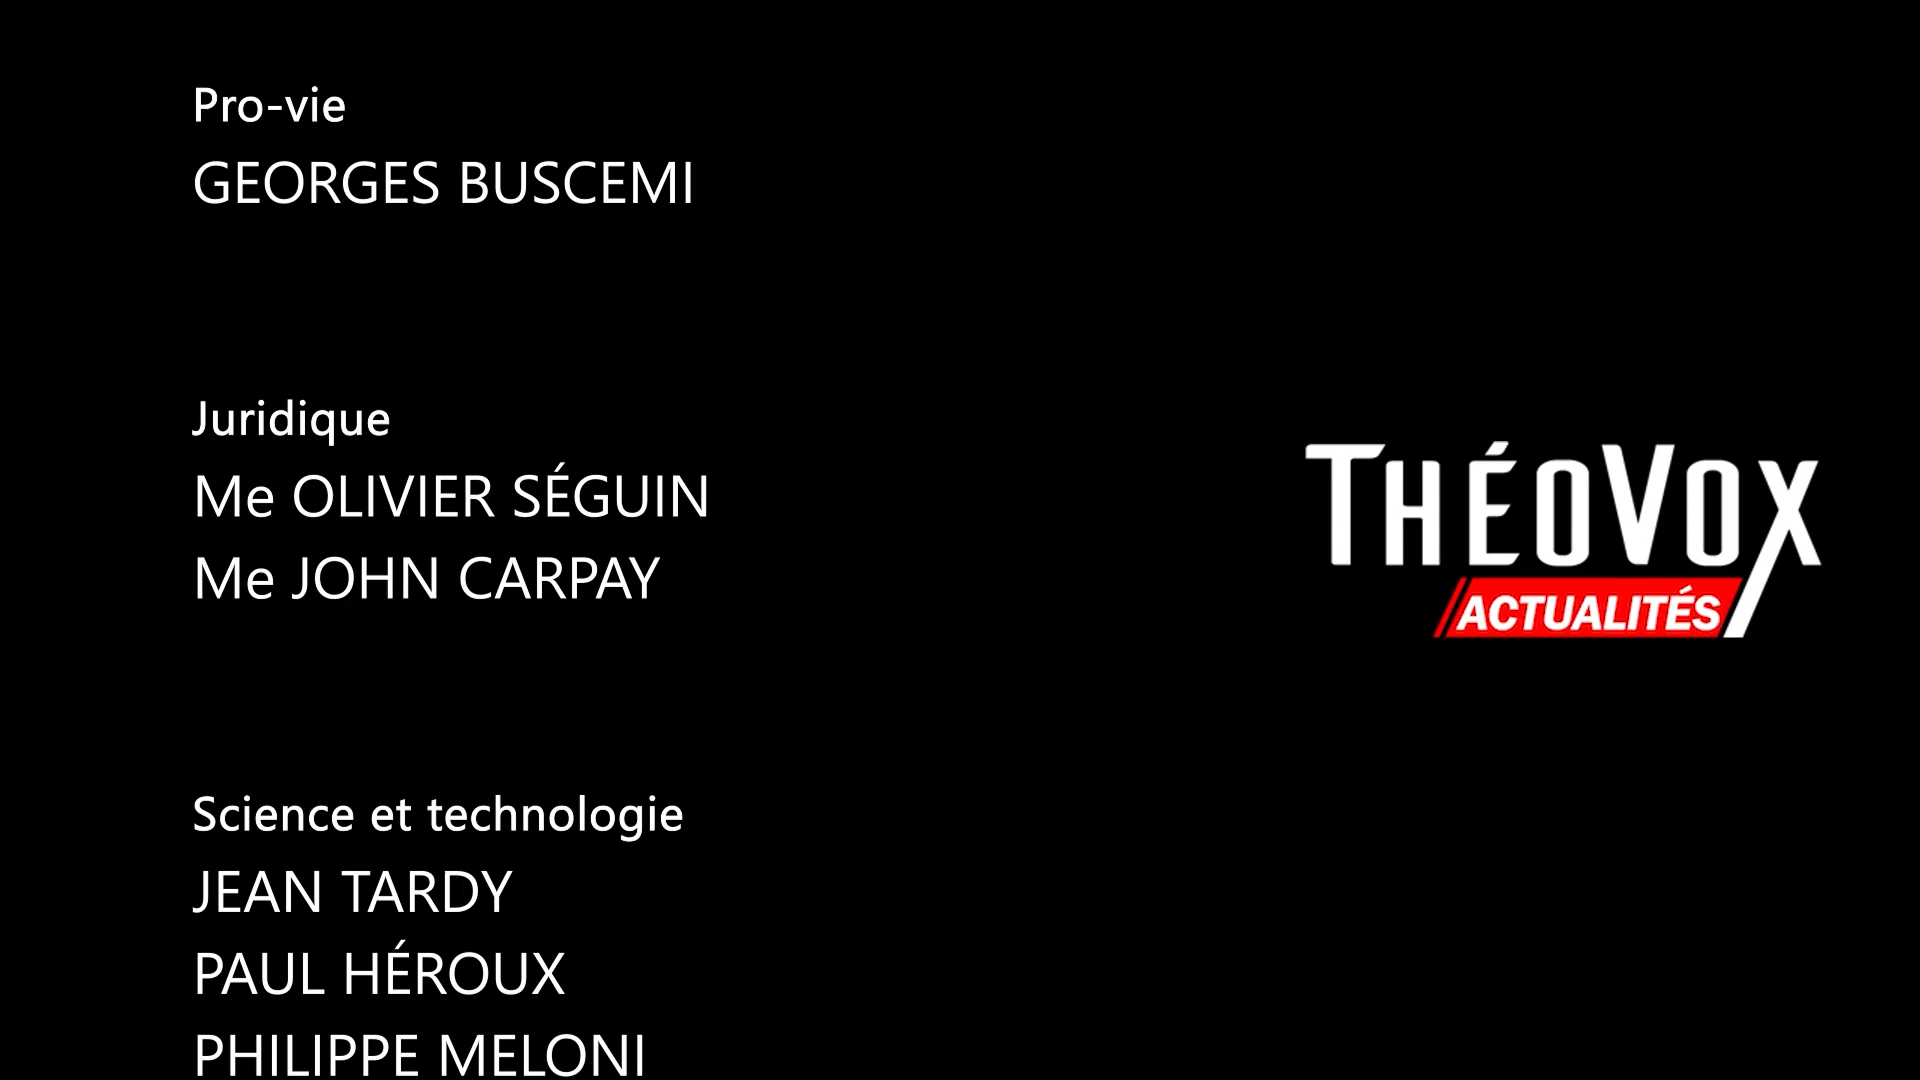 Pro-vie
GEORGES BUSCEMI
Juridique
Me OLIVIER SÉGUIN
Me JOHN CARPAY
Science et technologie
JEAN TARDY
PAUL HÉROUX
PHILIPPE MELONI
THÉOVOX
ACTUALITÉS